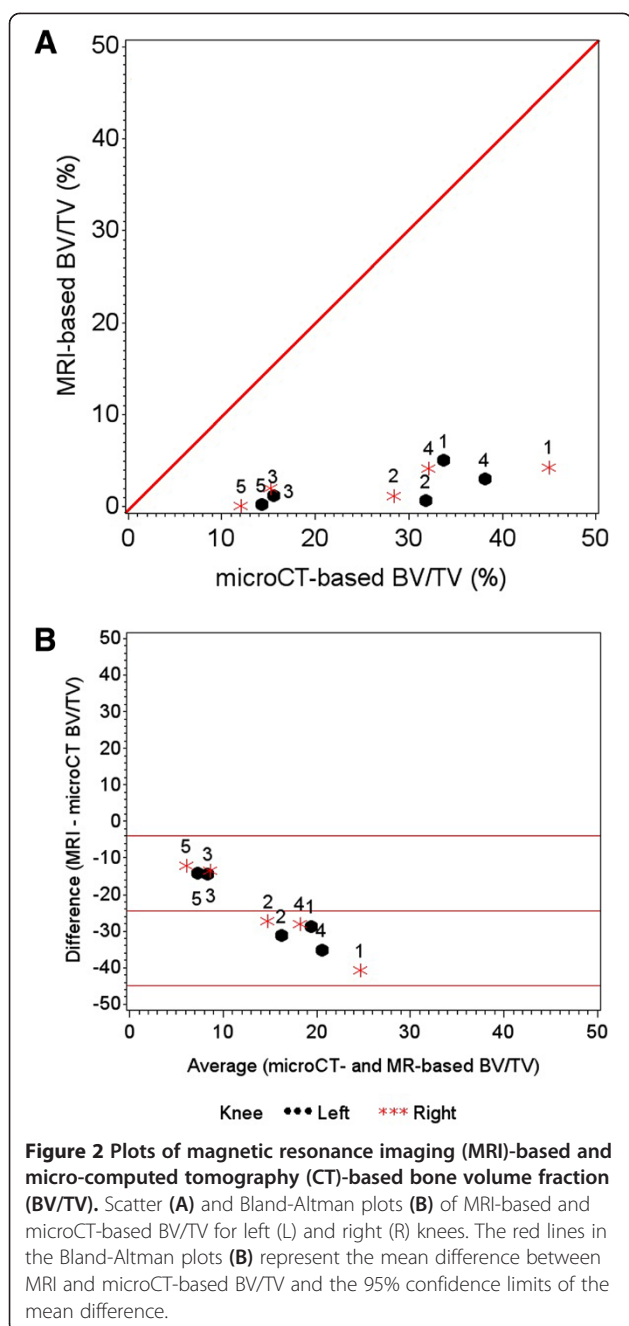 A
50
40
30
20
10
0
MRI-based BV/TV (%)
5 5 3 3 2 4 2 1 4 1
0 10 20 30 40 50
microCT-based BV/TV (%)
B
50
40
30
20
10
0
-10
-20
-30
-40
-50
Difference (MRI - microCT BV/TV)
5 3
5 3 2 2 4 1 4 1
0 10 20 30 40 50
Average (microCT- and MR-based BV/TV)
Knee Left Right
Figure 2 Plots of magnetic resonance imaging (MRI)-based and
micro-computed tomography (CT)-based bone volume fraction
(BV/TV). Scatter (A) and Bland-Altman plots (B) of MRI-based and
microCT-based BV/TV for left (L) and right (R) knees. The red lines in
the Bland-Altman plots (B) represent the mean difference between
MRI and microCT-based BV/TV and the 95% confidence limits of the
mean difference.